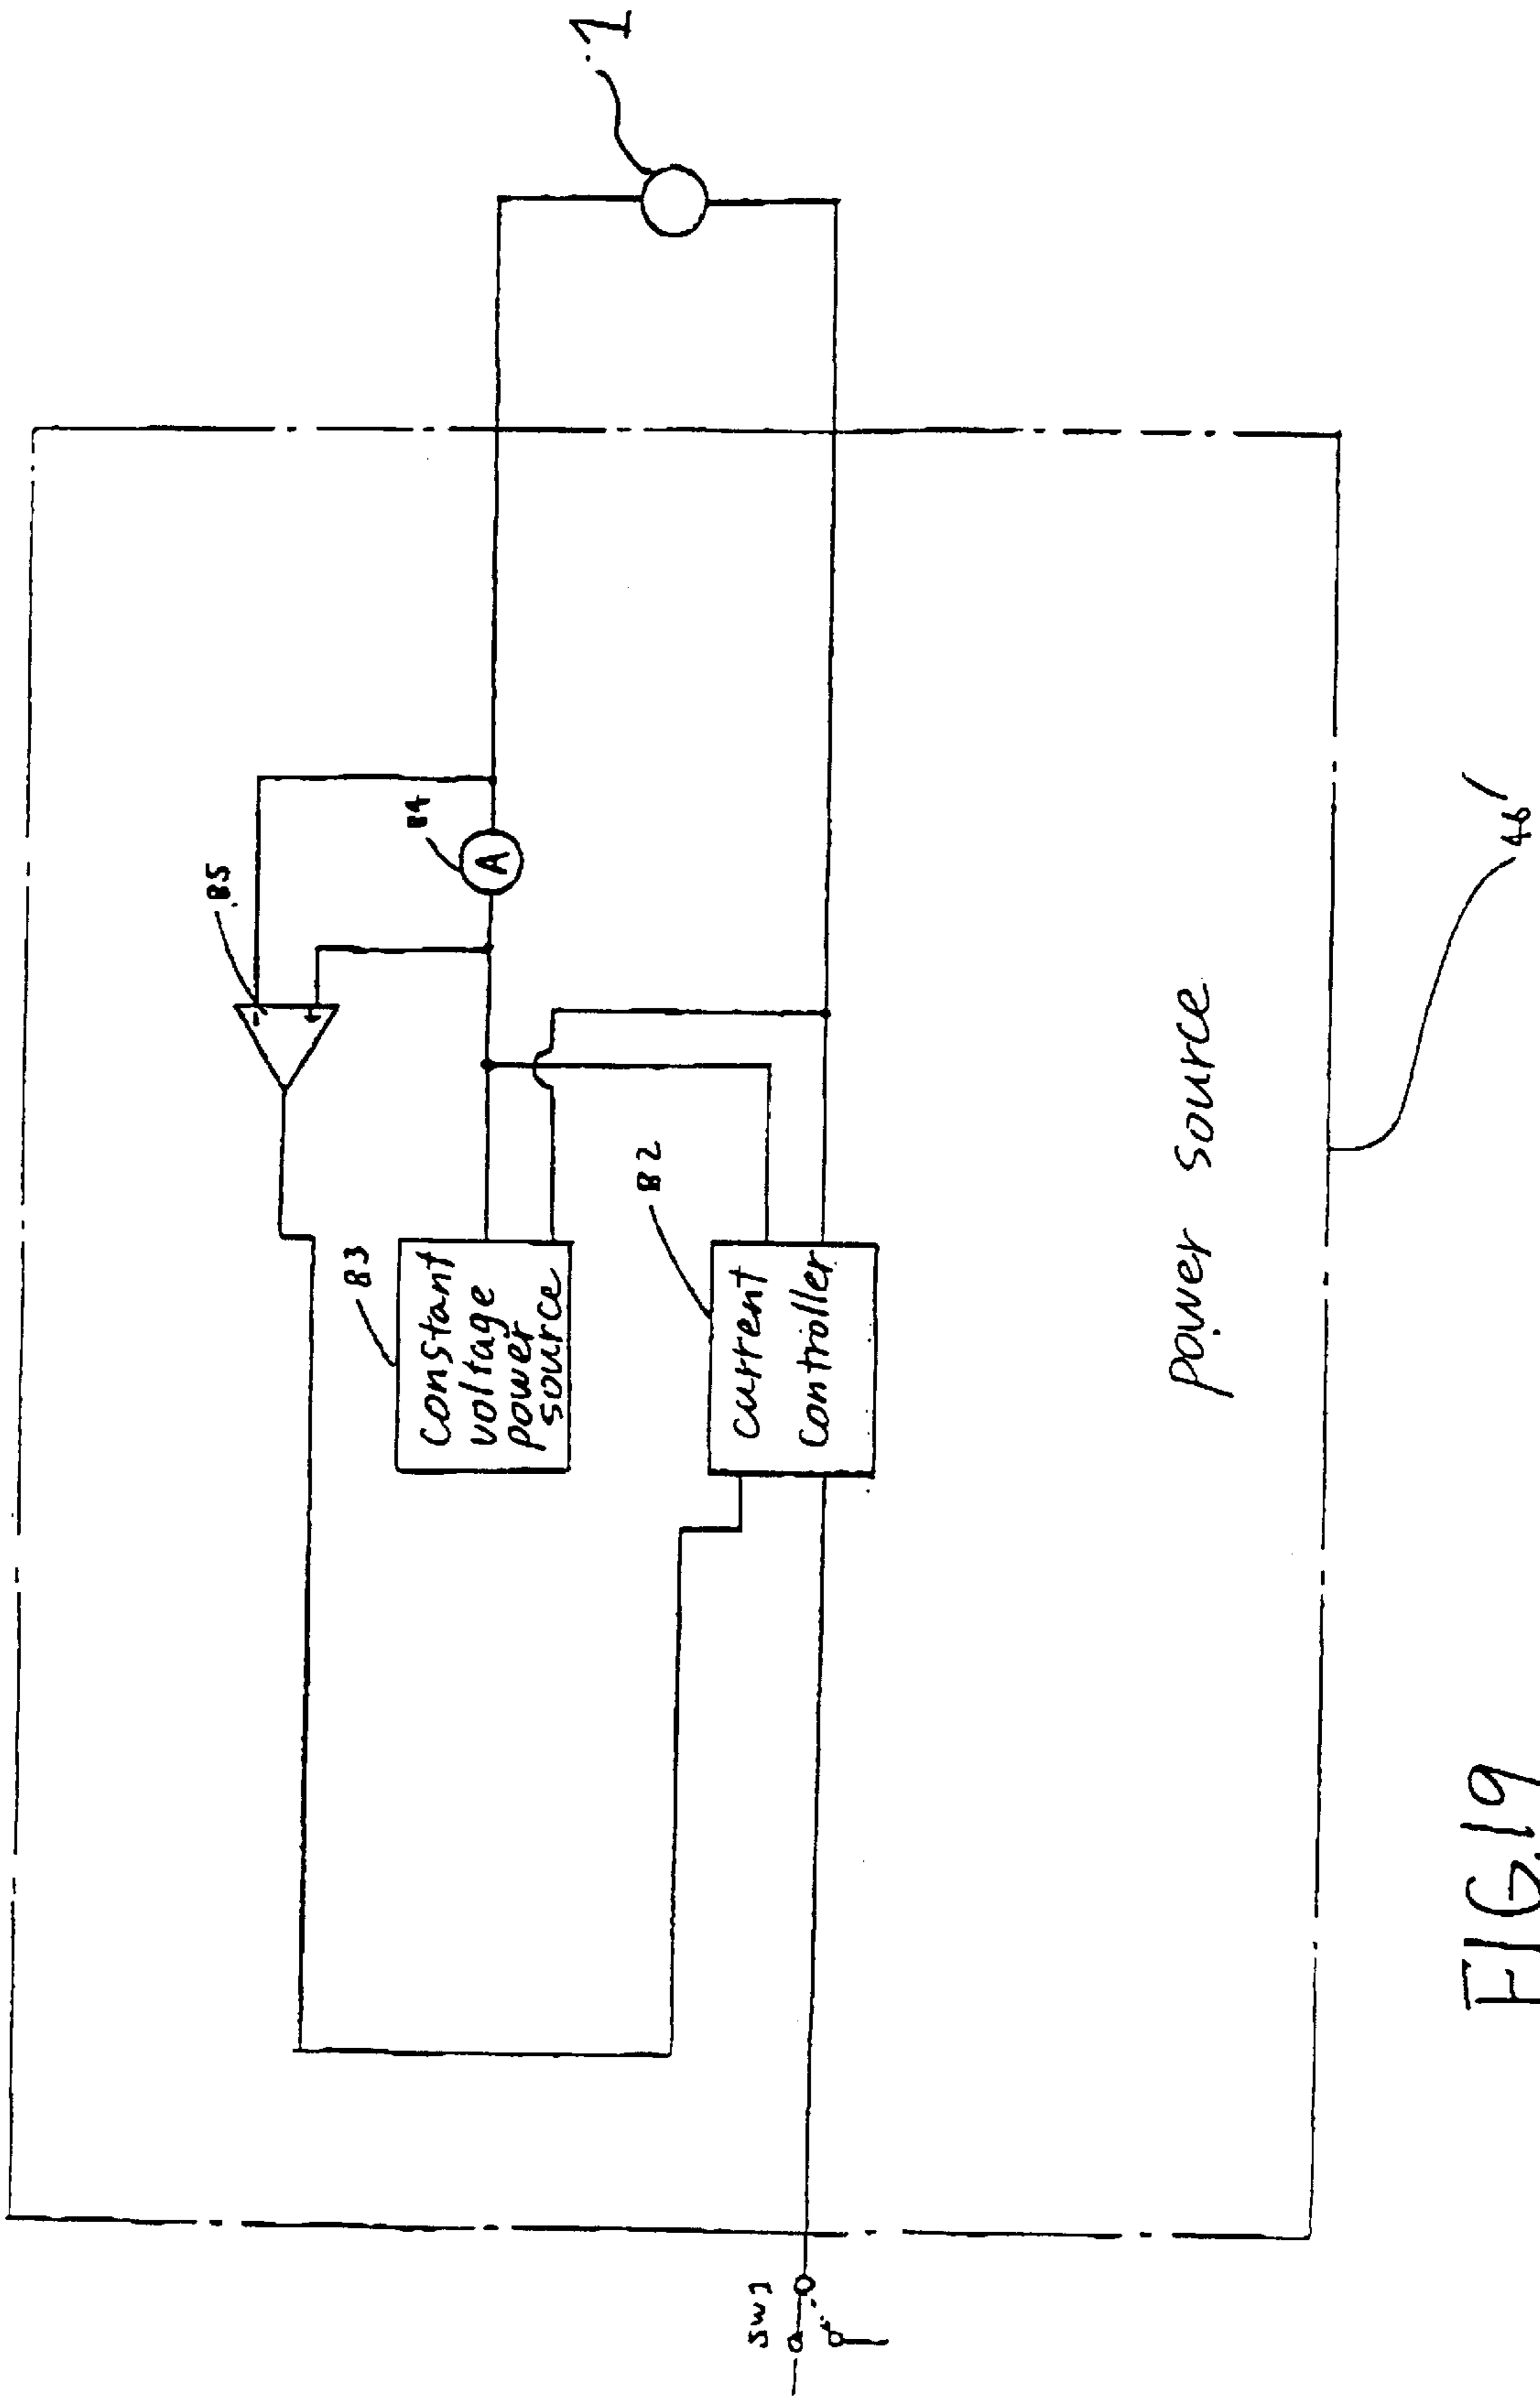 85
84
A
-
+
1
83
constant
voltage
power
source
82
current
controller
SW1
power source
46'
FIG.19